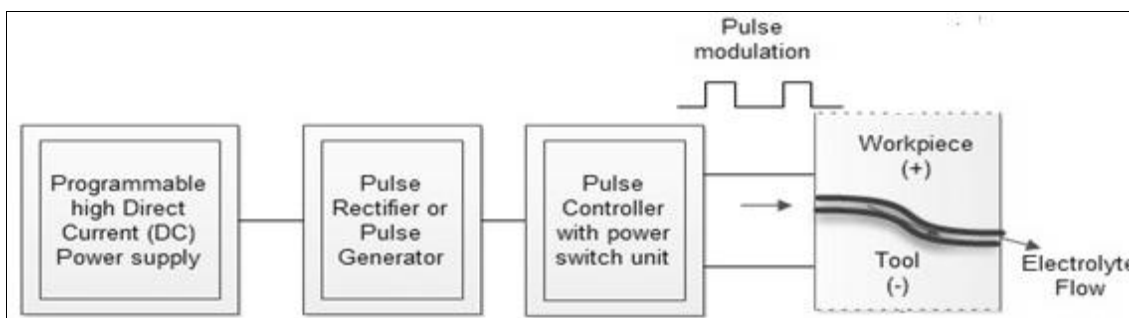 Pulse
modulation
Programmable
high Direct
Current (DC)
Power supply
Pulse
Rectifier or
Pulse
Generator
Pulse
Controller
with power
switch unit
Workpiece
(+)
Tool
(-)
Electrolyte
Flow